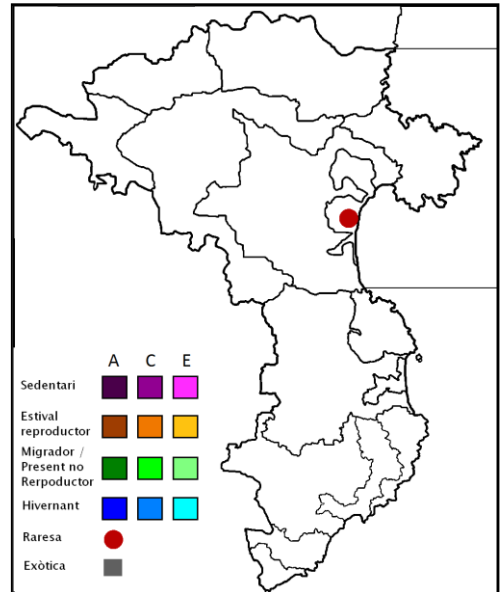 A C E
Sedentari
Estival
reproductor
Migrador /
Present no
Rerpoductor
Hivernant
Raresa
Exòtica